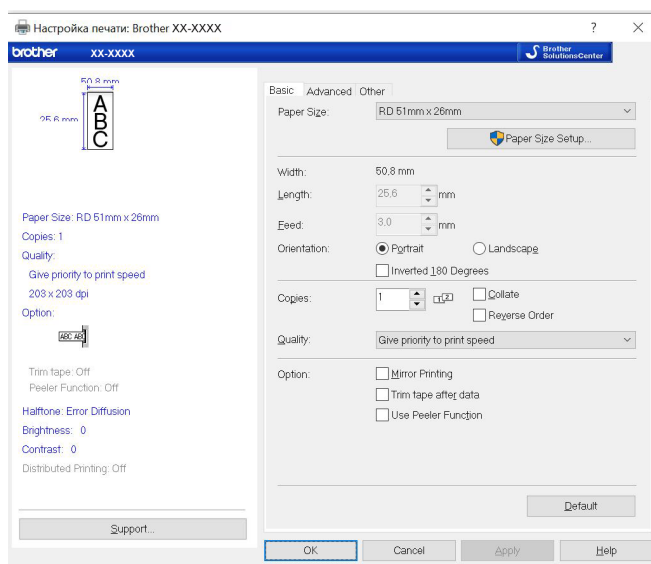 Настройка печати: Brother XX-XXXX
?
brother XX-XXXX
Brother
SolutionsCenter
50.8 mm
25.6 mm
A
B
C
Paper Size: RD 51mm x 26mm
Copies: 1
Quality:
Give priority to print speed
203 x 203 dpi
Option:
ABC ABC
Trim tape: Off
Peeler Function: Off
Halftone: Error Diffusion
Brightness: 0
Contrast: 0
Distributed Printing: Off
Support...
Basic Advanced Other
Paper Size: RD 51mm x 26mm
Paper Size Setup...
Width: 50.8 mm
Length: 25.6 mm
Feed: 3.0 mm
Orientation: Portrait Landscape
Inverted 180 Degrees
Copies: 1 1 2 Collate
Reverse Order
Quality: Give priority to print speed
Option: Mirror Printing
Trim tape after data
Use Peeler Function
Default
OK Cancel Apply Help